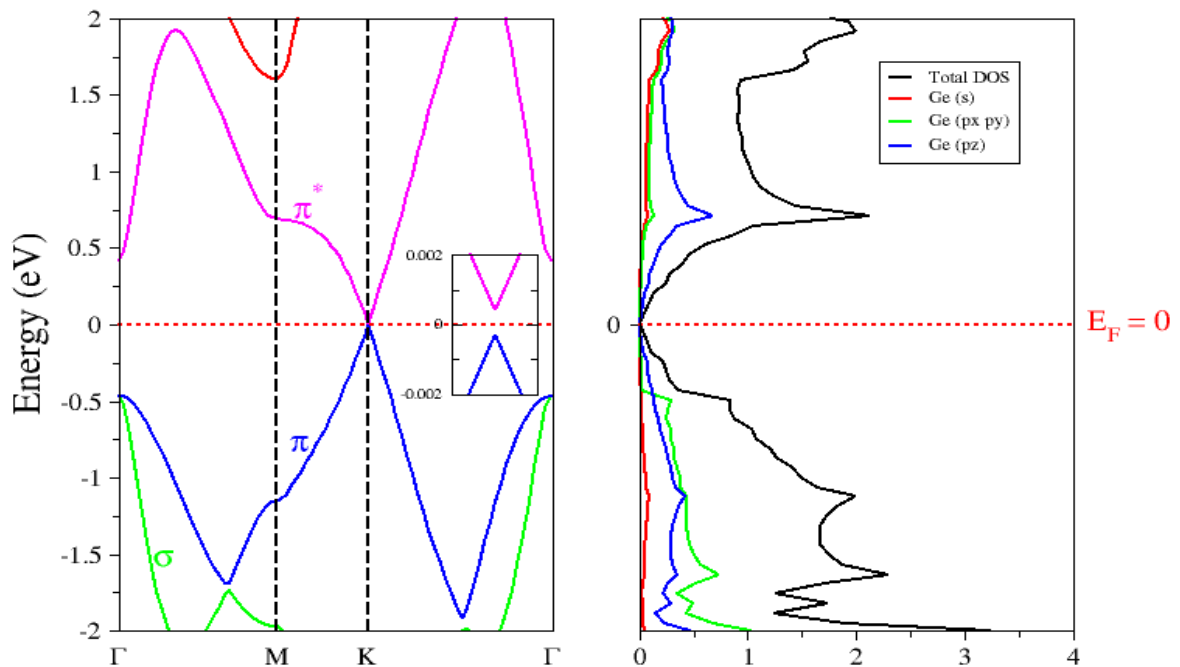 2
1.5
1
0.5
0
-0.5
-1
-1.5
-2
Energy (eV)
Γ
M
K
Γ
π*
π
σ
0.002
0
-0.002
Total DOS
Ge (s)
Ge (px py)
Ge (pz)
0
E_F = 0
0
1
2
3
4